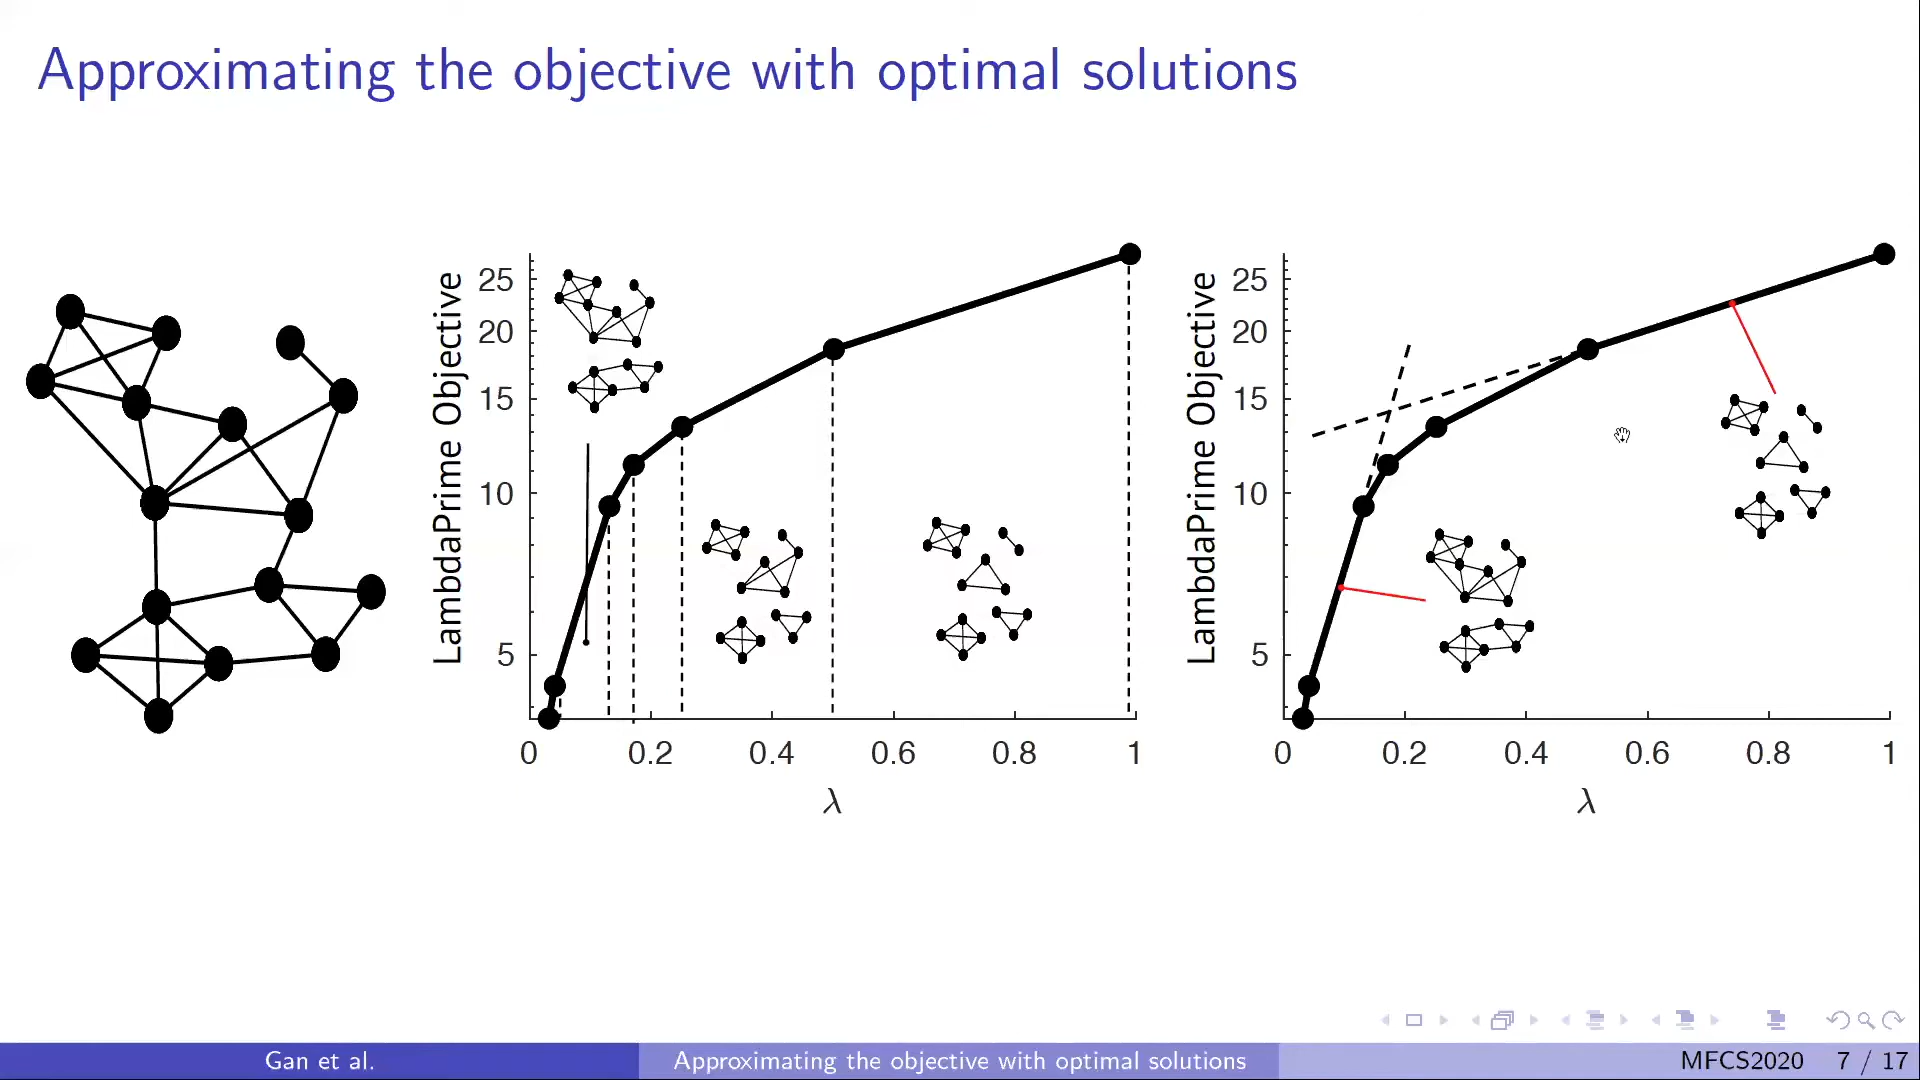 Approximating the objective with optimal solutions
LambdaPrime Objective
25
20
15
10
5
0 0.2 0.4 0.6 0.8 1
λ
LambdaPrime Objective
25
20
15
10
5
0 0.2 0.4 0.6 0.8 1
λ
Gan et al. Approximating the objective with optimal solutions MFCS2020 7 / 17